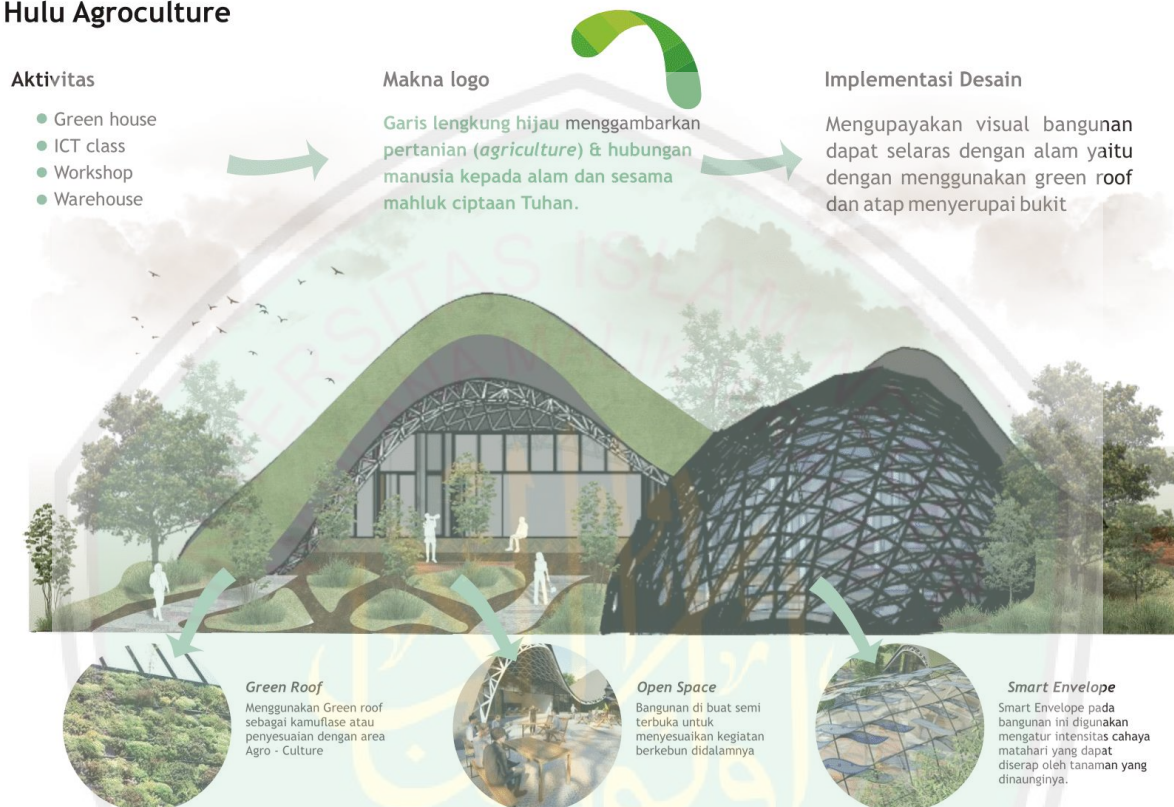 Hulu Agroculture
Aktivitas
Green house
ICT class
Workshop
Warehouse
Makna logo
Garis lengkung hijau menggambarkan
pertanian (agriculture) & hubungan
manusia kepada alam dan sesama
mahluk ciptaan Tuhan.
Implementasi Desain
Mengupayakan visual bangunan
dapat selaras dengan alam yaitu
dengan menggunakan green roof
dan atap menyerupai bukit
Green Roof
Menggunakan Green roof
sebagai kamuflase atau
penyesuaian dengan area
Agro - Culture
Open Space
Bangunan di buat semi
terbuka untuk
menyesuaikan kegiatan
berkebun didalamnya
Smart Envelope
Smart Envelope pada
bangunan ini digunakan
mengatur intensitas cahaya
matahari yang dapat
diserap oleh tanaman yang
dinaunginya.